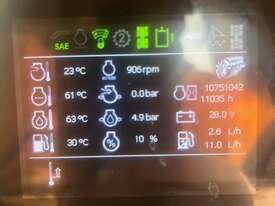 SAE 2
23 °C 906 rpm
61 °C 0.0 bar 10751042
11035 h
63 °C 4.9 bar 28.0 V
30 °C % 10 % 2.6 L/h
11.0 L/h